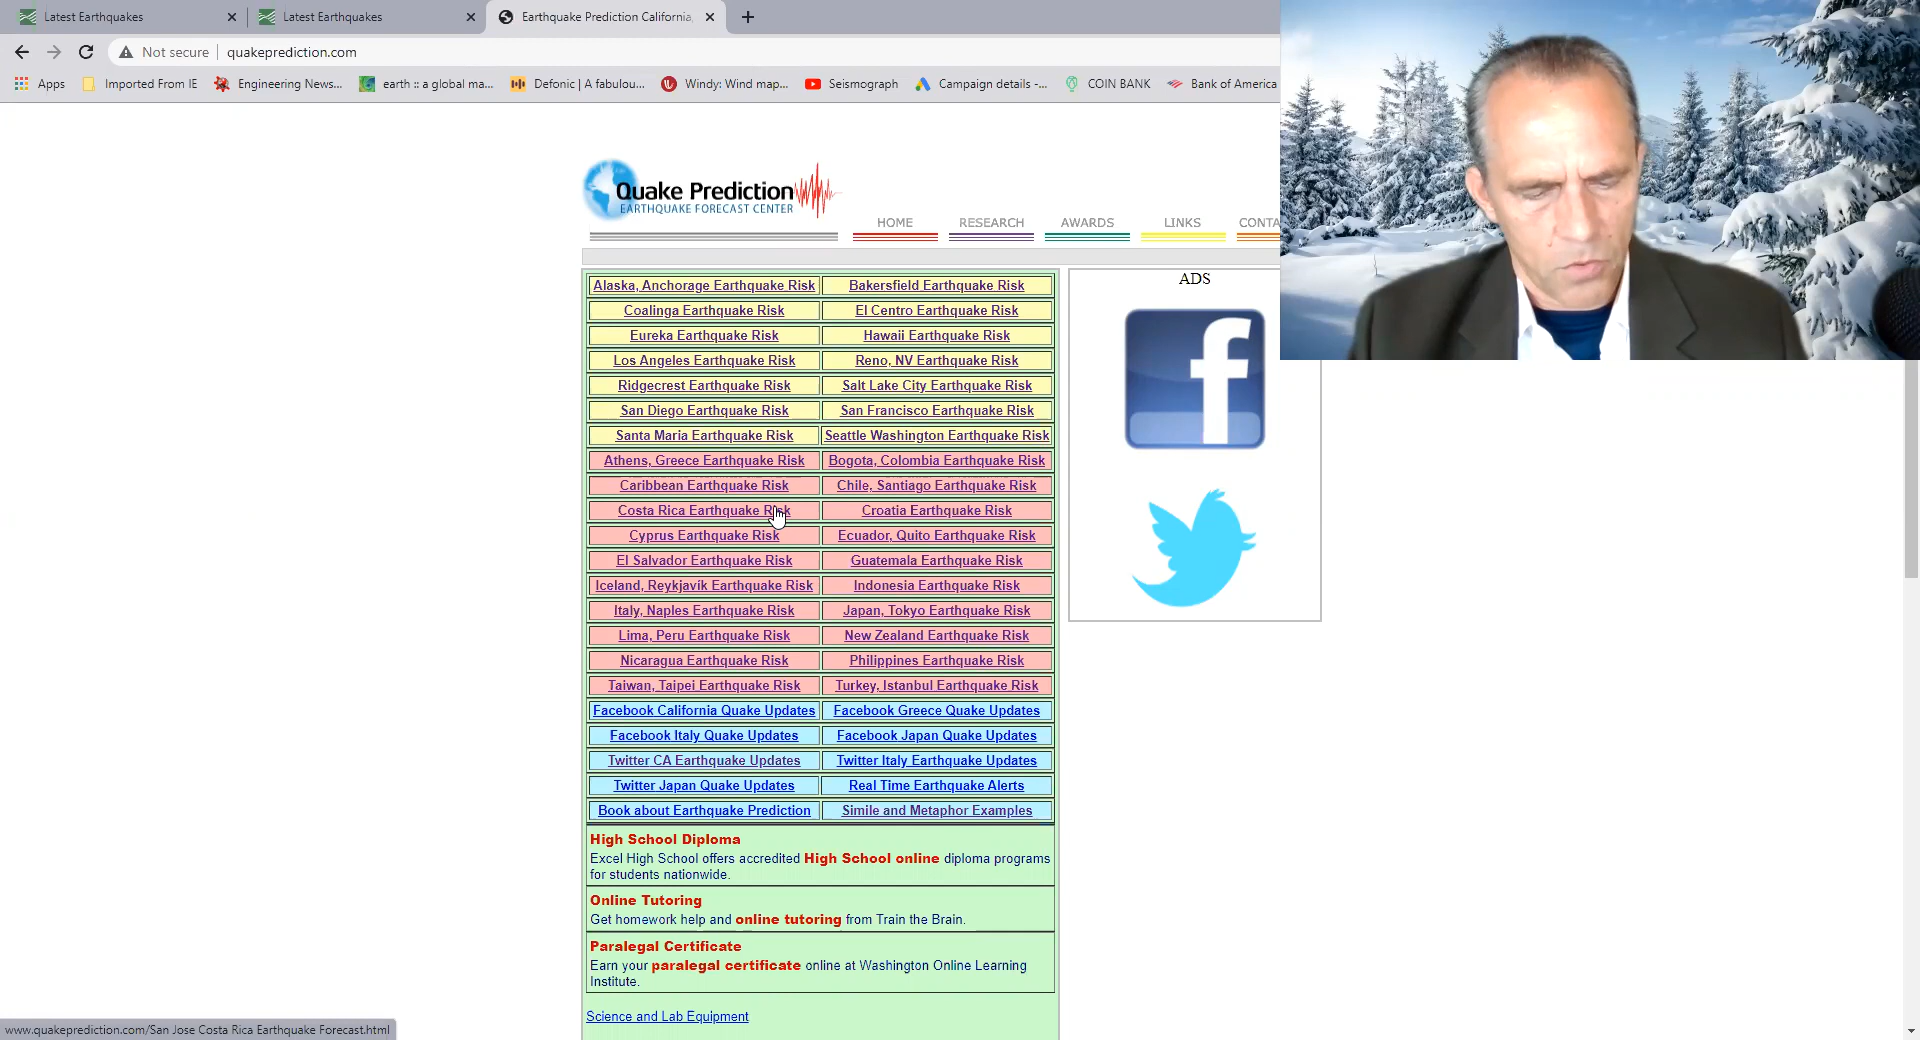 Latest Earthquakes
Latest Earthquakes
Earthquake Prediction California,
Not secure
quakeprediction.com
Apps
Imported From IE
Engineering News...
earth :: a global ma...
Defonic | A fabulou...
Windy: Wind map...
Seismograph
Campaign details -...
COIN BANK
Bank of America
Quake Prediction
EARTHQUAKE FORECAST CENTER
HOME
RESEARCH
AWARDS
LINKS
CONTA
Alaska, Anchorage Earthquake Risk
Bakersfield Earthquake Risk
Coalinga Earthquake Risk
El Centro Earthquake Risk
Eureka Earthquake Risk
Hawaii Earthquake Risk
Los Angeles Earthquake Risk
Reno, NV Earthquake Risk
Ridgecrest Earthquake Risk
Salt Lake City Earthquake Risk
San Diego Earthquake Risk
San Francisco Earthquake Risk
Santa Maria Earthquake Risk
Seattle Washington Earthquake Risk
Athens, Greece Earthquake Risk
Bogota, Colombia Earthquake Risk
Caribbean Earthquake Risk
Chile, Santiago Earthquake Risk
Costa Rica Earthquake Risk
Croatia Earthquake Risk
Cyprus Earthquake Risk
Ecuador, Quito Earthquake Risk
El Salvador Earthquake Risk
Guatemala Earthquake Risk
Iceland, Reykjavík Earthquake Risk
Indonesia Earthquake Risk
Italy, Naples Earthquake Risk
Japan, Tokyo Earthquake Risk
Lima, Peru Earthquake Risk
New Zealand Earthquake Risk
Nicaragua Earthquake Risk
Philippines Earthquake Risk
Taiwan, Taipei Earthquake Risk
Turkey, Istanbul Earthquake Risk
Facebook California Quake Updates
Facebook Greece Quake Updates
Facebook Italy Quake Updates
Facebook Japan Quake Updates
Twitter CA Earthquake Updates
Twitter Italy Earthquake Updates
Twitter Japan Quake Updates
Real Time Earthquake Alerts
Book about Earthquake Prediction
Simile and Metaphor Examples
ADS
f
High School Diploma
Excel High School offers accredited High School online diploma programs
for students nationwide.
Online Tutoring
Get homework help and online tutoring from Train the Brain.
Paralegal Certificate
Earn your paralegal certificate online at Washington Online Learning
Institute.
Science and Lab Equipment
www.quakeprediction.com/San Jose Costa Rica Earthquake Forecast.html